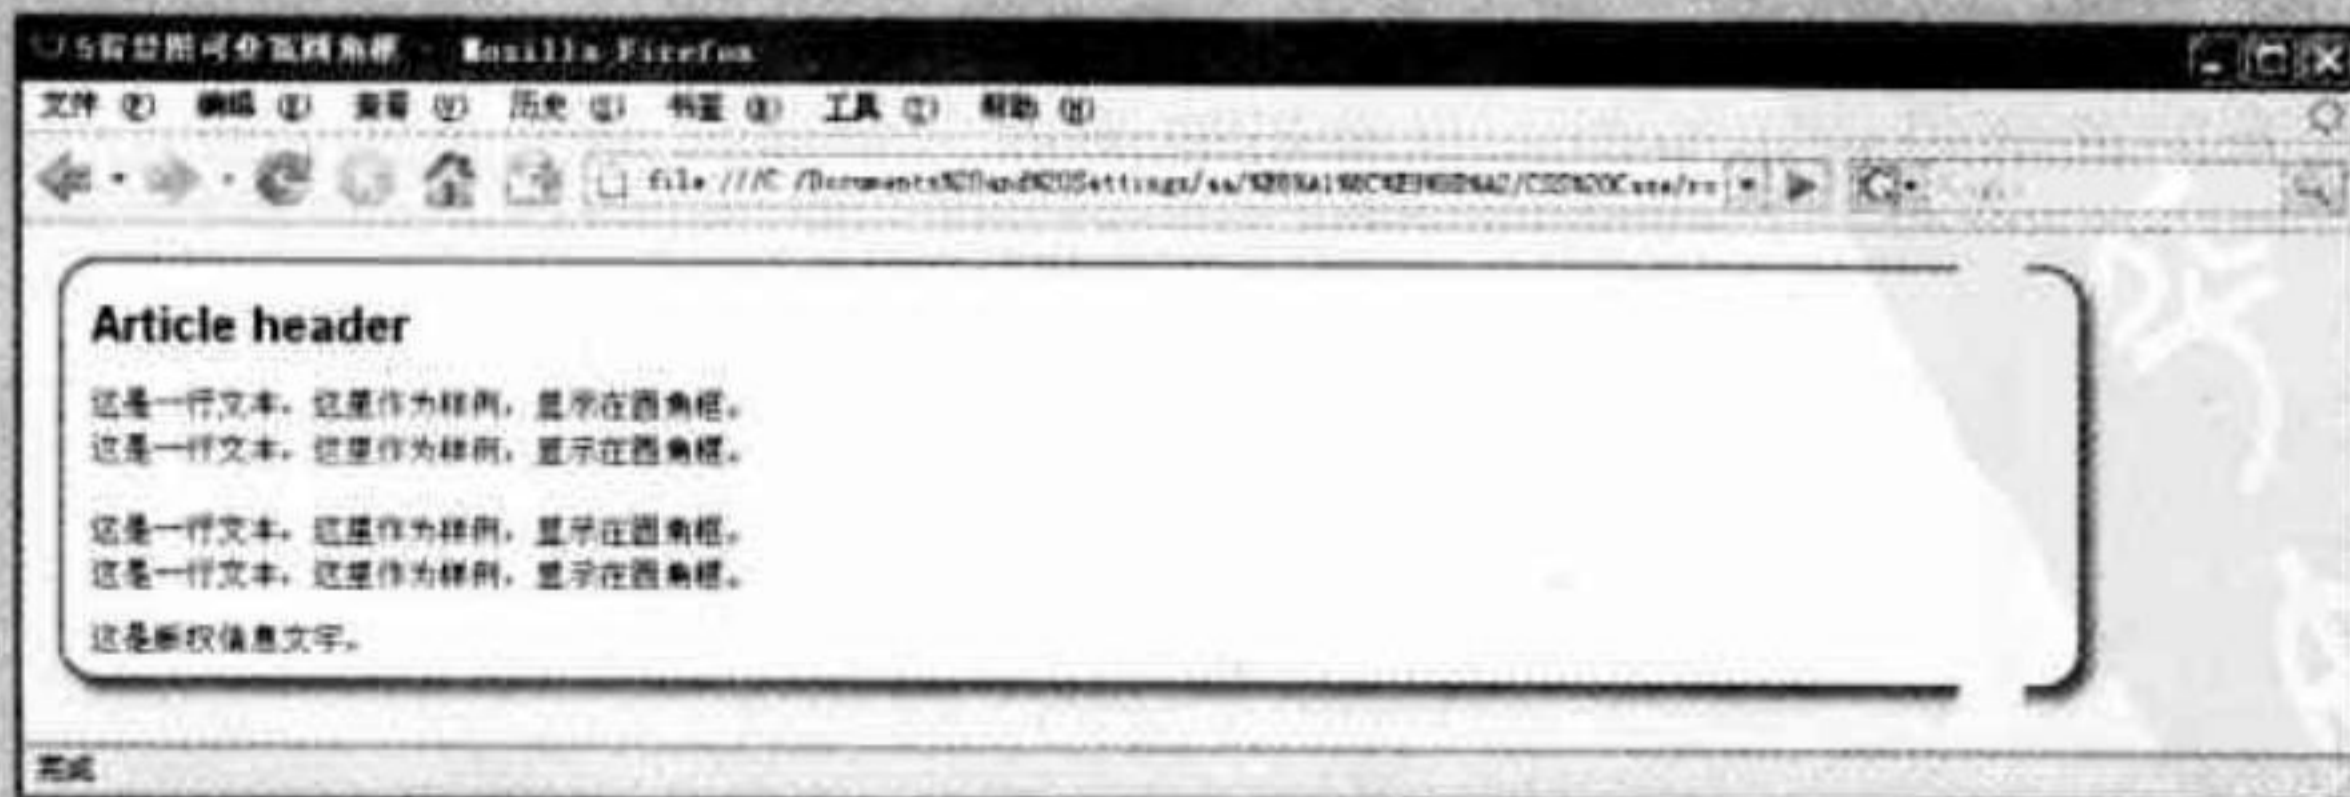 Mozilla Firefox
文件 (F) 编辑 (E) 查看 (V) 历史 (S) 书签 (B) 工具 (T) 帮助 (H)
Article header
这是一行文本，这里作为样例，显示在圆角框。
这是一行文本，这里作为样例，显示在圆角框。
这是一行文本，这里作为样例，显示在圆角框。
这是一行文本，这里作为样例，显示在圆角框。
这是版权信息文字。
完成